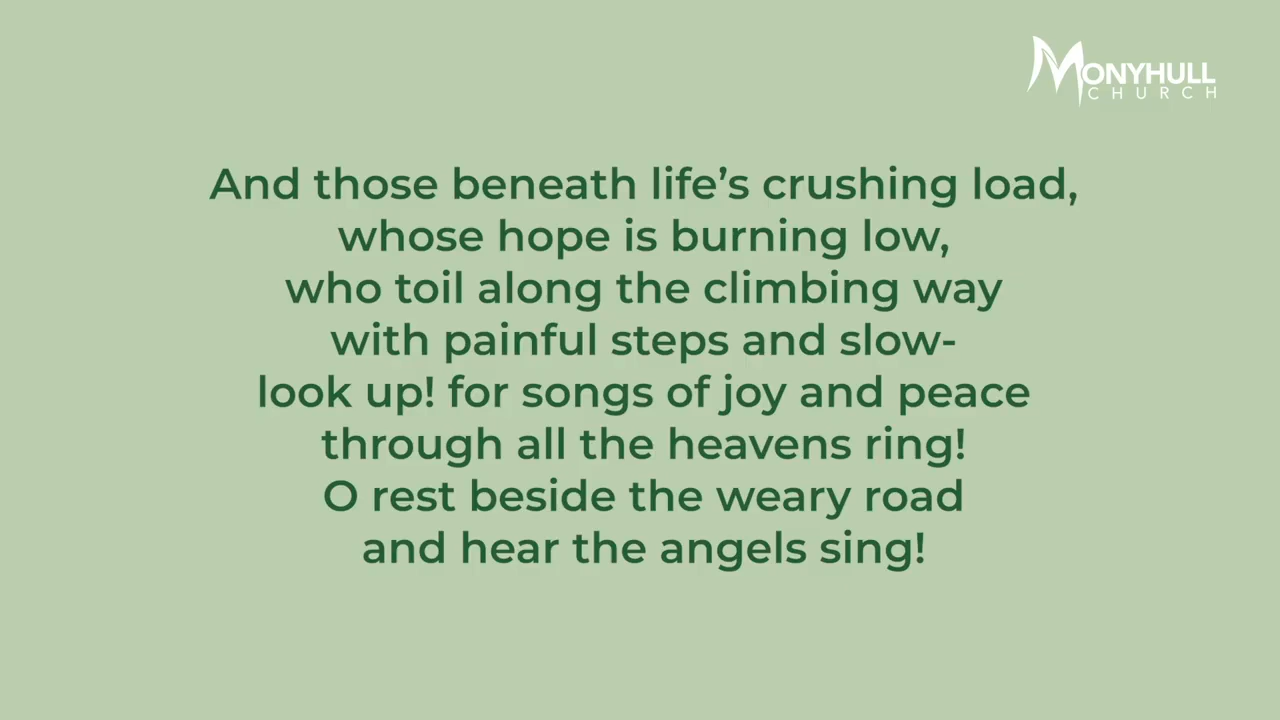 MONYHULL
CHURCH
And those beneath life’s crushing load,
whose hope is burning low,
who toil along the climbing way
with painful steps and slow-
look up! for songs of joy and peace
through all the heavens ring!
O rest beside the weary road
and hear the angels sing!